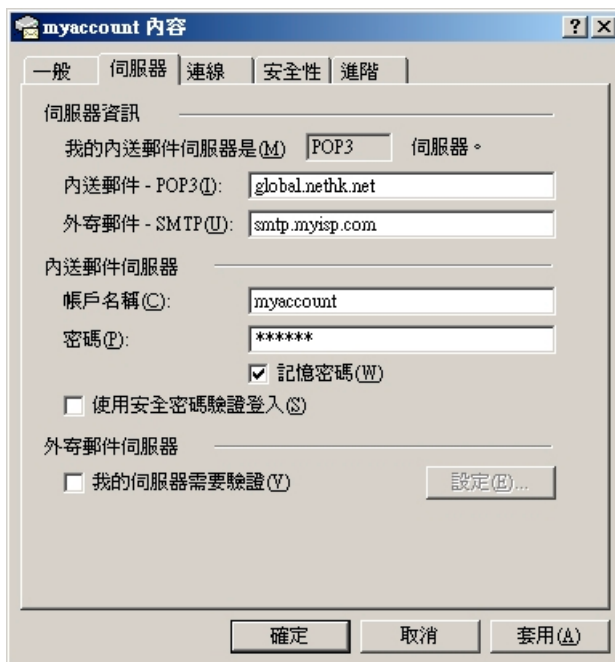 myaccount 內容
一般 伺服器 連線 安全性 進階
伺服器資訊
我的內送郵件伺服器是(M) POP3 伺服器。
內送郵件 - POP3(I): global.nethk.net
外寄郵件 - SMTP(U): smtp.myisp.com
內送郵件伺服器
帳戶名稱(C): myaccount
密碼(P): ******
記憶密碼(W)
使用安全密碼驗證登入(S)
外寄郵件伺服器
我的伺服器需要驗證(V) 設定(E)...
確定 取消 套用(A)